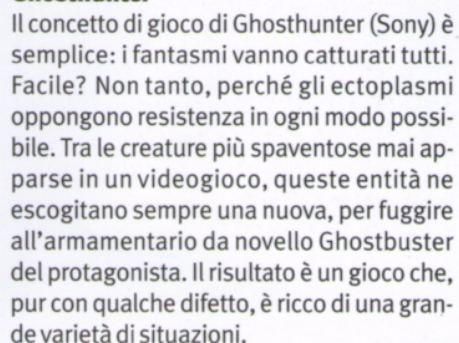 Il concetto di gioco di Ghosthunter (Sony) è
semplice: i fantasmi vanno catturati tutti.
Facile? Non tanto, perché gli ectoplasmi
oppongono resistenza in ogni modo possi-
bile. Tra le creature più spaventose mai ap-
parse in un videogioco, queste entità ne
escogitano sempre una nuova, per fuggire
all'armamentario da novello Ghostbuster
del protagonista. Il risultato è un gioco che,
pur con qualche difetto, è ricco di una gran-
de varietà di situazioni.